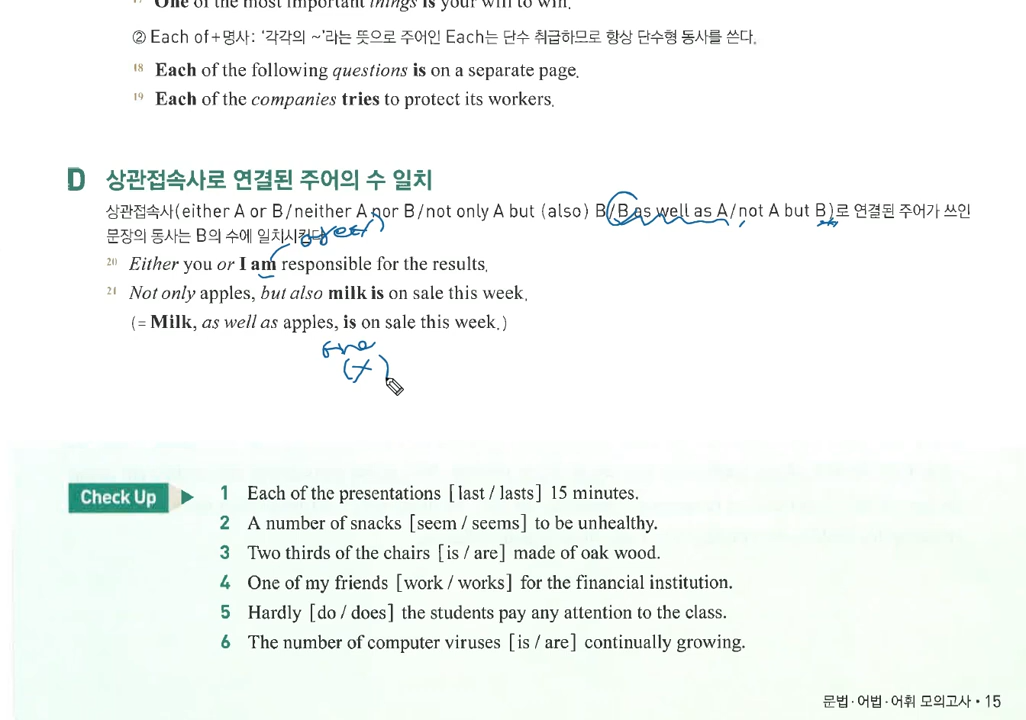 17 One of the most important things is your will to win.
② Each of+명사: '각각의 ~'라는 뜻으로 주어인 Each는 단수 취급하므로 항상 단수형 동사를 쓴다.
18 Each of the following questions is on a separate page.
19 Each of the companies tries to protect its workers.
D 상관접속사로 연결된 주어의 수 일치
상관접속사(either A or B/neither A nor B/not only A but (also) B/B as well as A/not A but B)로 연결된 주어가 쓰인
문장의 동사는 B의 수에 일치시킨다.
20 Either you or I am responsible for the results.
21 Not only apples, but also milk is on sale this week.
(= Milk, as well as apples, is on sale this week.)
are
(X)
Check Up
1 Each of the presentations [last / lasts] 15 minutes.
2 A number of snacks [seem / seems] to be unhealthy.
3 Two thirds of the chairs [is / are] made of oak wood.
4 One of my friends [work / works] for the financial institution.
5 Hardly [do / does] the students pay any attention to the class.
6 The number of computer viruses [is / are] continually growing.
문법·어법·어휘 모의고사 • 15